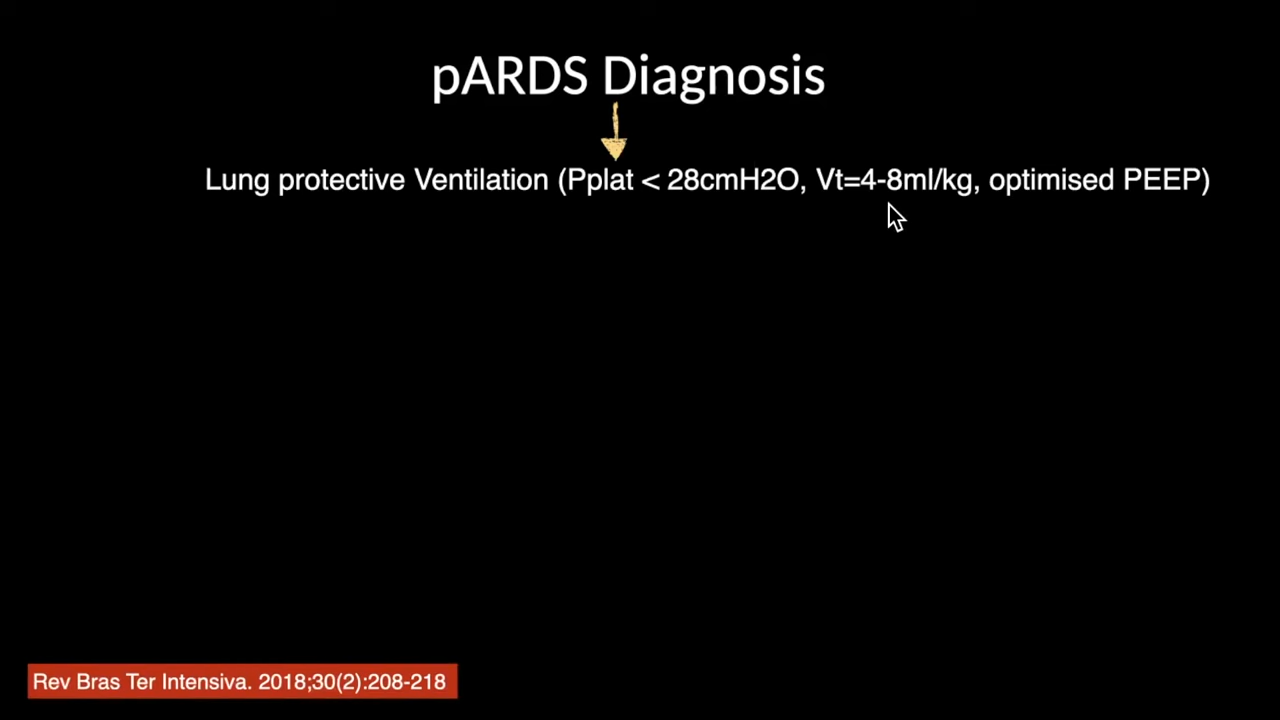 pARDS Diagnosis
Lung protective Ventilation (Pplat < 28cmH2O, Vt=4-8ml/kg, optimised PEEP)
Rev Bras Ter Intensiva. 2018;30(2):208-218